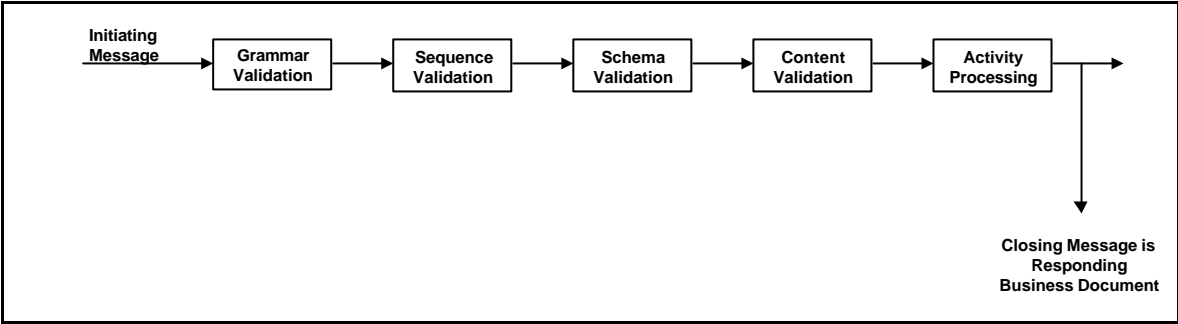 Initiating
Message
Grammar
Validation
Sequence
Validation
Schema
Validation
Content
Validation
Activity
Processing
Closing Message is
Responding
Business Document